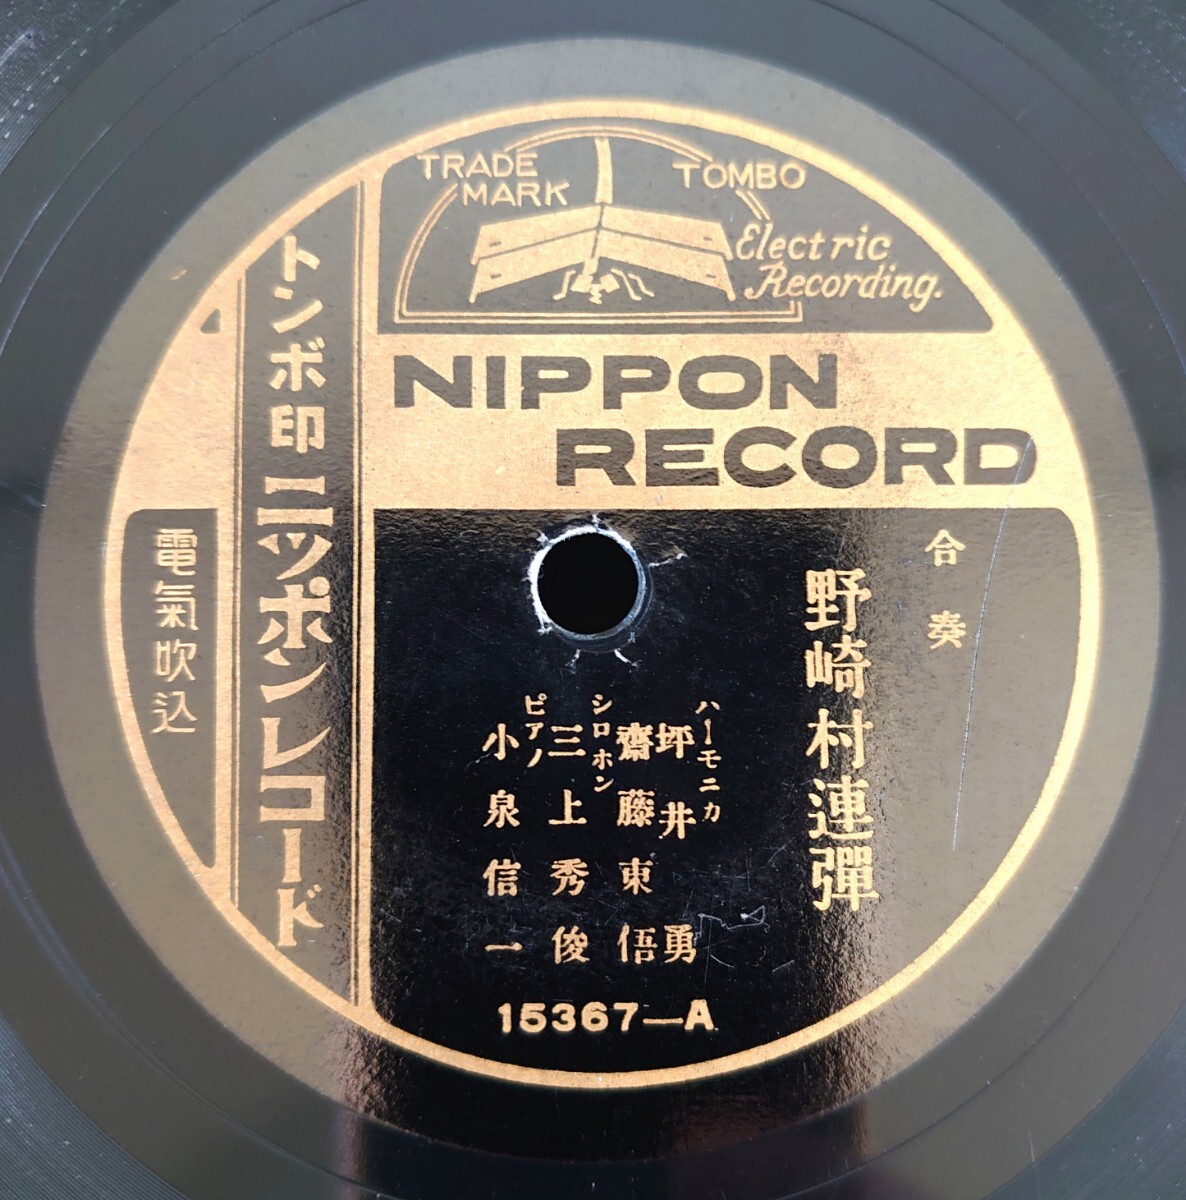 TRADE MARK
TOMBO
Electric
Recording.
NIPPON
RECORD
合奏
野崎村連彈
ハーモニカ
坪井 勇
齋藤東悟
シロホン
三上秀俊
ピアノ
小泉信一
トンボ印ニッポンレコード
電氣吹込
15367—A